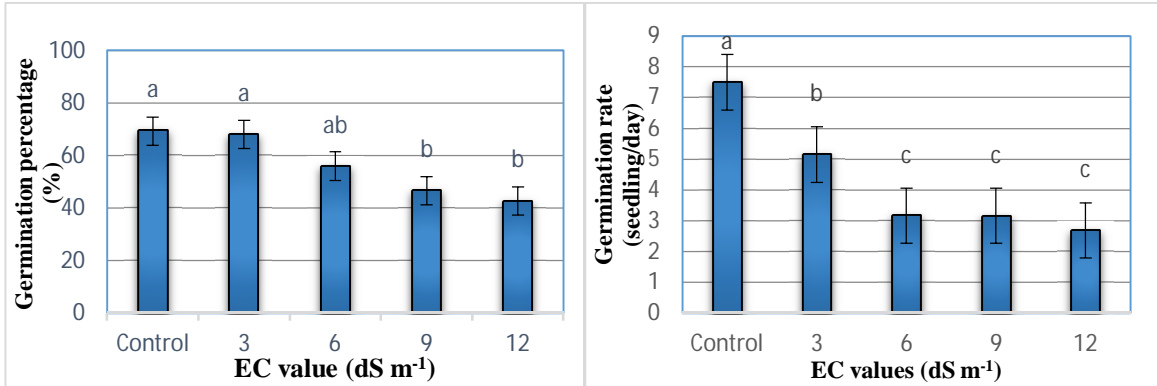 Germination percentage
(%)
100
80
60
40
20
0
a
a
ab
b
b
Control 3 6 9 12
EC value (dS m⁻¹)
Germination rate
(seedling/day)
9
8
7
6
5
4
3
2
1
0
a
b
c
c
c
Control 3 6 9 12
EC values (dS m⁻¹)